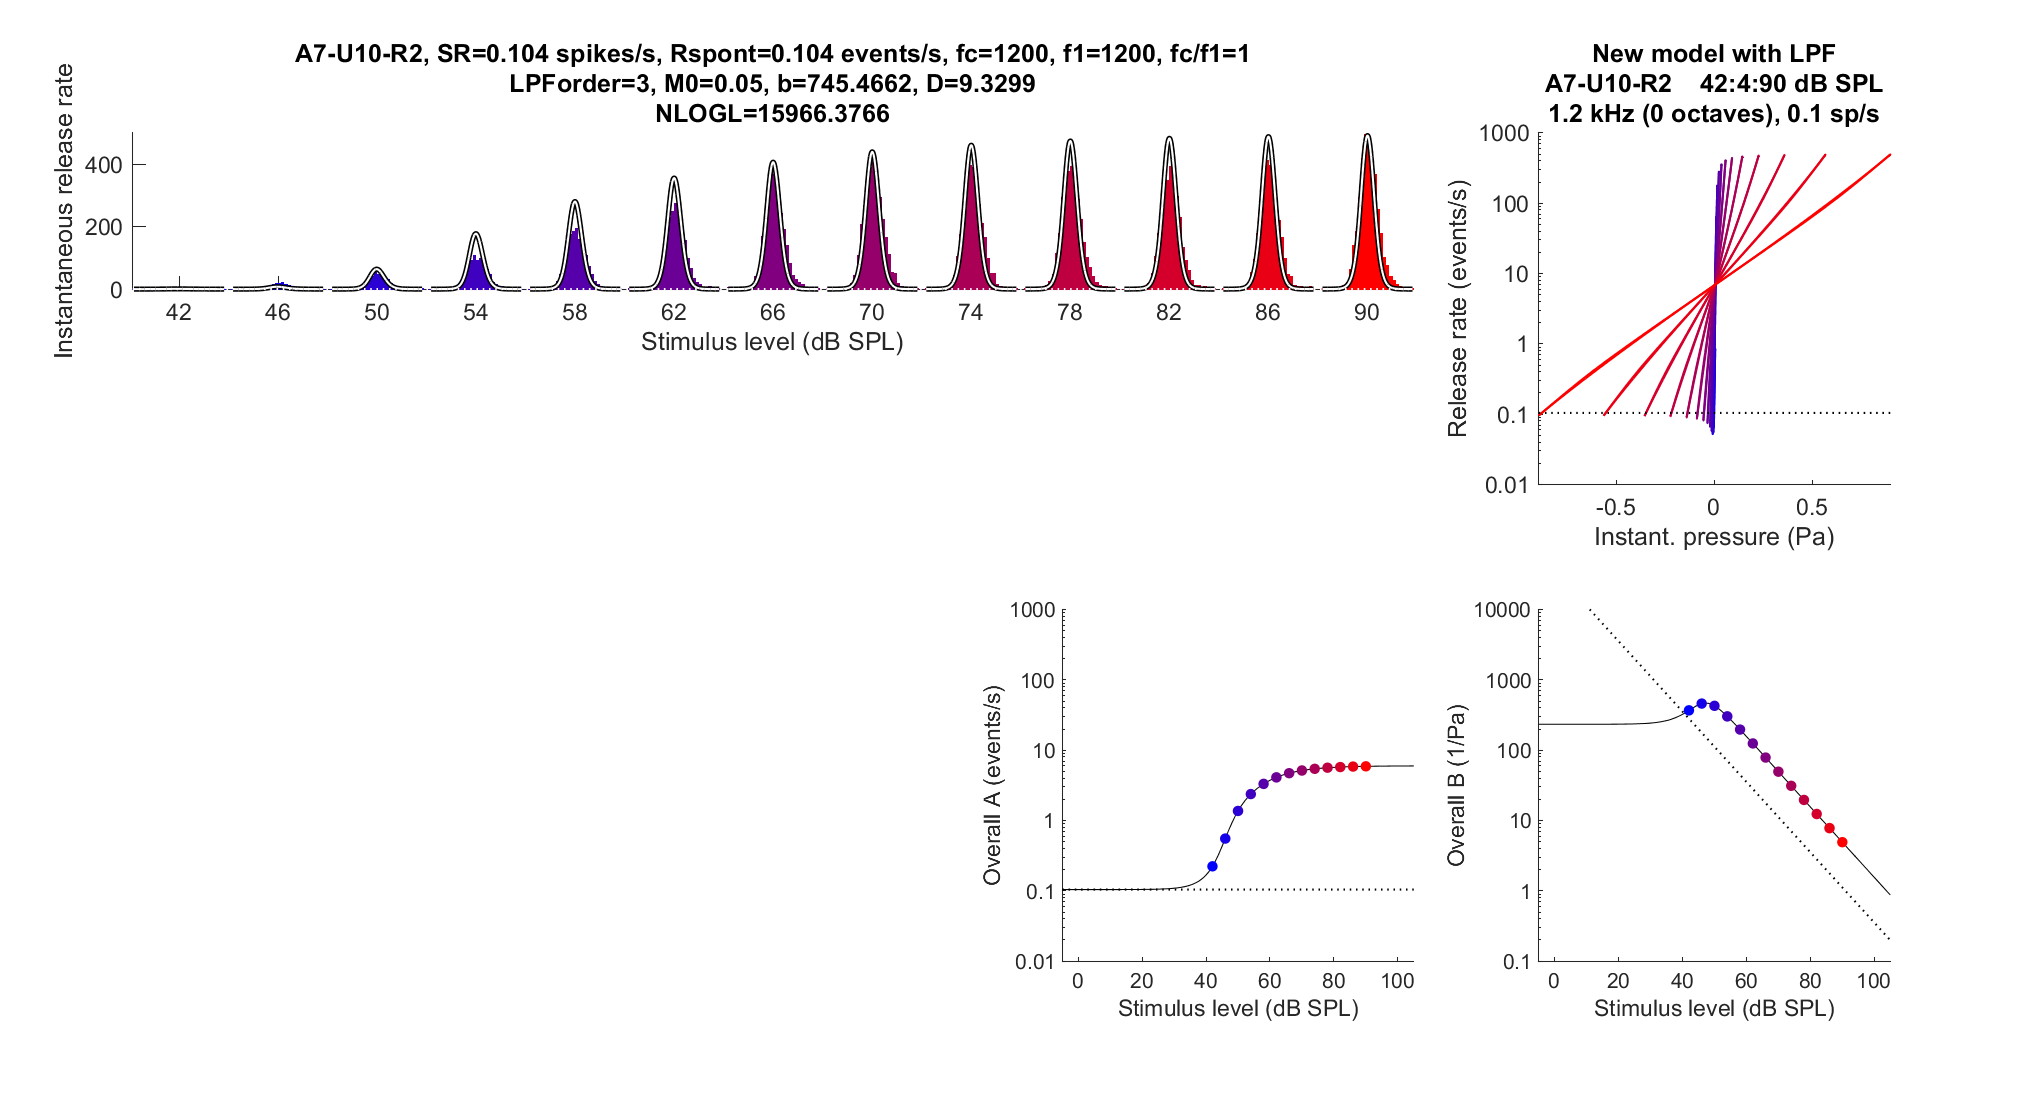 A7-U10-R2, SR=0.104 spikes/s, Rspont=0.104 events/s, fc=1200, f1=1200, fc/f1=1
LPForder=3, M0=0.05, b=745.4662, D=9.3299
NLOGL=15966.3766
Instantaneous release rate
400
200
0
42 46 50 54 58 62 66 70 74 78 82 86 90
Stimulus level (dB SPL)
New model with LPF
A7-U10-R2 42:4:90 dB SPL
1.2 kHz (0 octaves), 0.1 sp/s
Release rate (events/s)
1000
100
10
1
0.1
0.01
-0.5 0 0.5
Instant. pressure (Pa)
Overall A (events/s)
1000
100
10
1
0.1
0.01
0 20 40 60 80 100
Stimulus level (dB SPL)
Overall B (1/Pa)
10000
1000
100
10
1
0.1
0 20 40 60 80 100
Stimulus level (dB SPL)